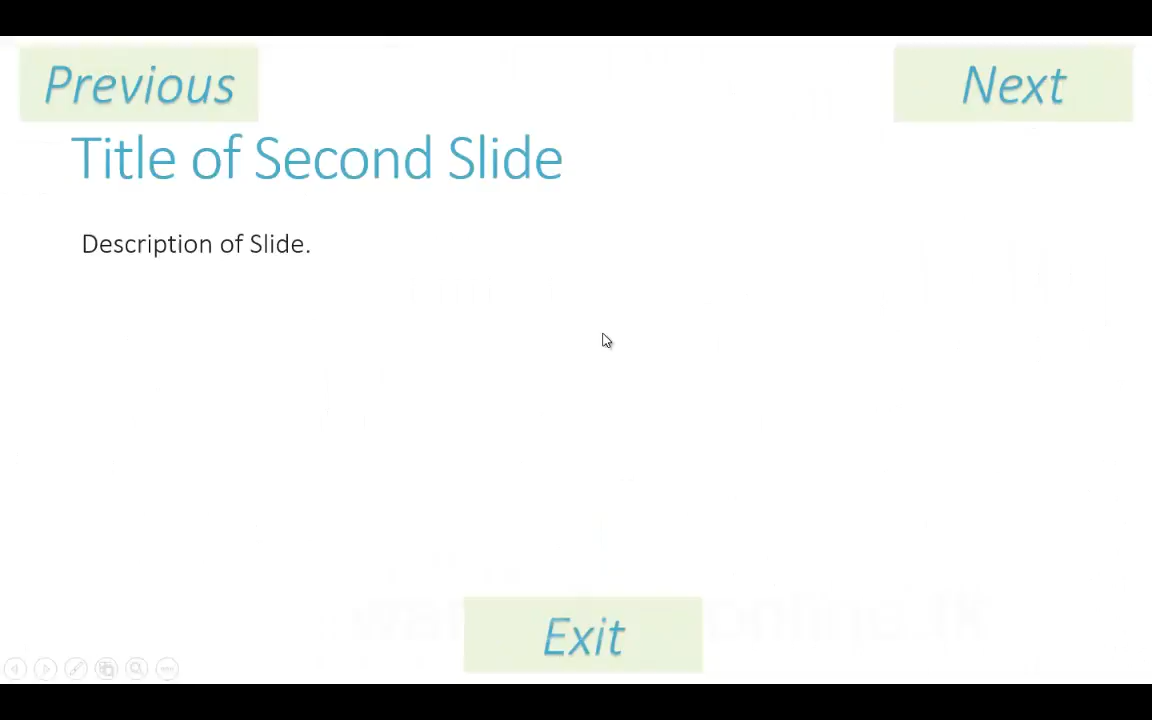 Previous
Next
Title of Second Slide
Description of Slide.
Exit